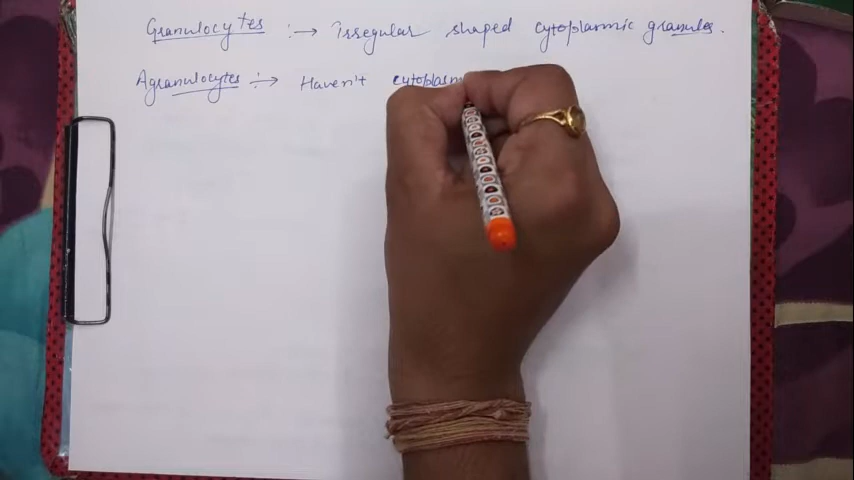 Granulocytes :→ Irregular shaped cytoplasmic granules.
Agranulocytes :→ Haven't cytoplasm